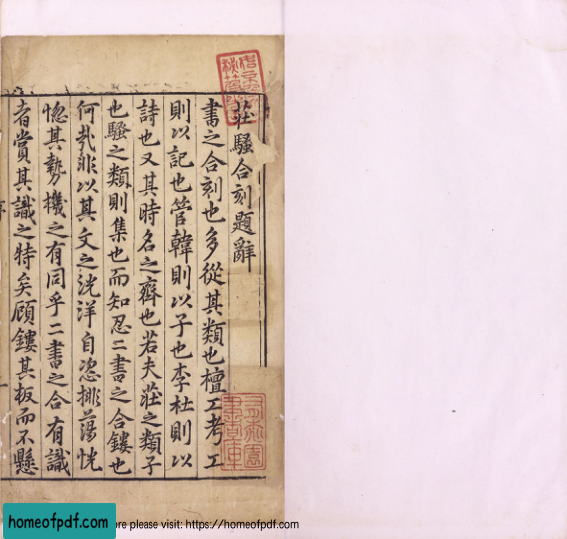 莊騷合刻題辭
書之合刻也多從其類也檀工考工
則以記也管韓則以子也李杜則以
詩也又其時名之齊也若夫莊之類子
也騷之類則集也而知忍二書之合鏤也
何㢤非以其文之洸洋自恣排蕩恍
惚其勢機之有同乎二書之合有識
者賞其識之特矣顧鏤其板而不懸
homeofpdf.com
ore please visit: https://homeofpdf.com